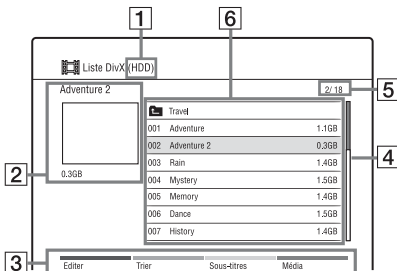 1
6
Liste DivX (HDD)
Adventure 2
2/ 18
5
Travel
001 Adventure 1.1GB
002 Adventure 2 0.3GB
003 Rain 1.4GB
004 Mystery 1.5GB
005 Memory 1.4GB
006 Dance 1.5GB
007 History 1.4GB
4
2
0.3GB
3
Editer Trier Sous-titres Média